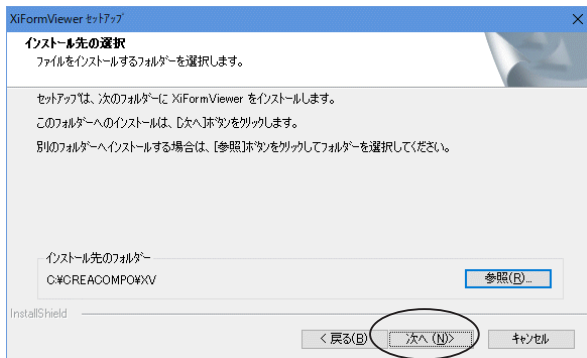 XiFormViewer セットアップ
インストール先の選択
ファイルをインストールするフォルダーを選択します。
セットアップは、次のフォルダーに XiFormViewer をインストールします。
このフォルダーへのインストールは、[次へ]ボタンをクリックします。
別のフォルダーへインストールする場合は、[参照]ボタンをクリックしてフォルダーを選択してください。
インストール先のフォルダー
C:¥CREACOMPO¥XV
参照(R)...
InstallShield
< 戻る(B)
次へ (N)>
キャンセル